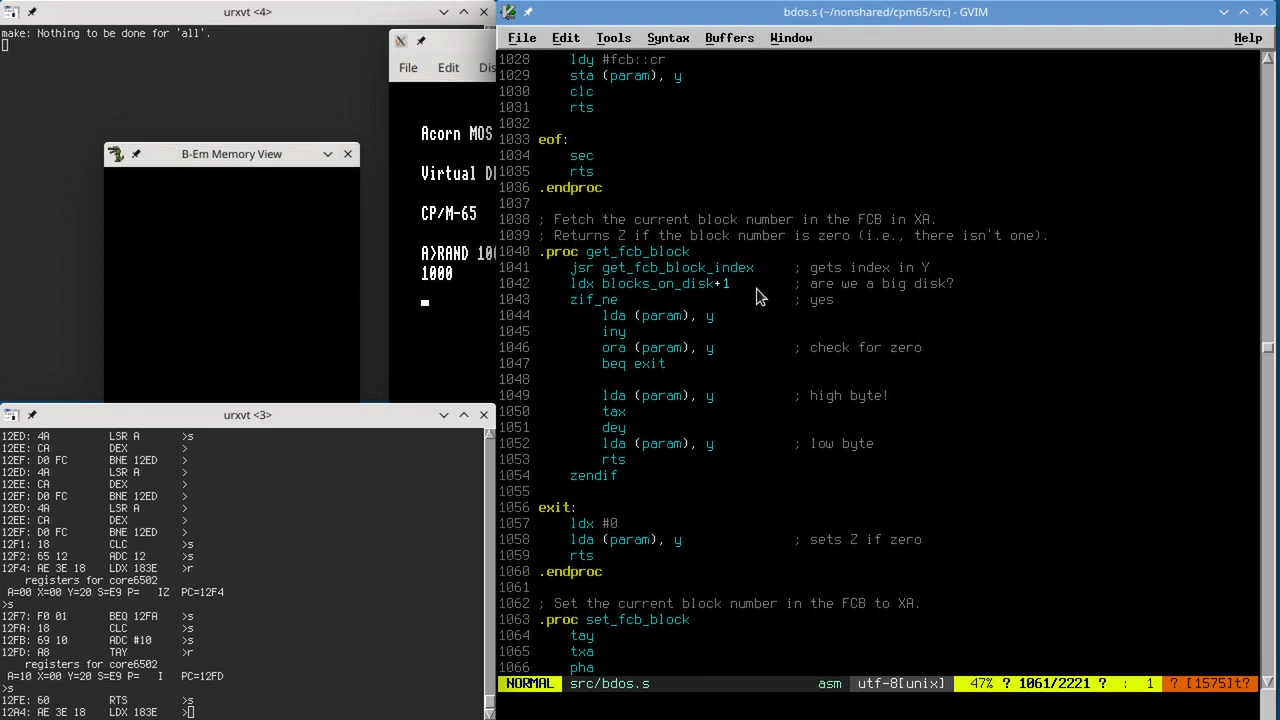 urxvt <4>
make: Nothing to be done for 'all'.
B-Em Memory View
File Edit Dis
Acorn MOS
Virtual D
CP/M-65
A>RAND 10
1000
urxvt <3>
12ED: 4A LSR A >s
12EE: CA DEX >
12EF: D0 FC BNE 12ED >
12ED: 4A LSR A >s
12EE: CA DEX >
12EF: D0 FC BNE 12ED >
12ED: 4A LSR A >s
12EE: CA DEX >s
12EF: D0 FC BNE 12ED >s
12F1: 18 CLC >s
12F2: 65 12 ADC 12 >s
12F4: AE 3E 18 LDX 183E >r
registers for core6502
A=00 X=00 Y=20 S=E9 P= IZ PC=12F4
>s
12F7: F0 01 BEQ 12FA >s
12FA: 18 CLC >s
12FB: 69 10 ADC #10 >s
12FD: A8 TAY >r
registers for core6502
A=10 X=00 Y=20 S=E9 P= I PC=12FD
>s
12FE: 60 RTS >s
12A4: AE 3E 18 LDX 183E >
bdos.s (~/nonshared/cpm65/src) - GVIM
File Edit Tools Syntax Buffers Window Help
1028 ldy #fcb::cr
1029 sta (param), y
1030 clc
1031 rts
1032
1033 eof:
1034 sec
1035 rts
1036 .endproc
1037
1038 ; Fetch the current block number in the FCB in XA.
1039 ; Returns Z if the block number is zero (i.e., there isn't one).
1040 .proc get_fcb_block
1041 jsr get_fcb_block_index ; gets index in Y
1042 ldx blocks_on_disk+1 ; are we a big disk?
1043 zif_ne ; yes
1044 lda (param), y
1045 iny
1046 ora (param), y ; check for zero
1047 beq exit
1048
1049 lda (param), y ; high byte!
1050 tax
1051 dey
1052 lda (param), y ; low byte
1053 rts
1054 zendif
1055
1056 exit:
1057 ldx #0
1058 lda (param), y ; sets Z if zero
1059 rts
1060 .endproc
1061
1062 ; Set the current block number in the FCB to XA.
1063 .proc set_fcb_block
1064 tay
1065 txa
1066 pha
NORMAL src/bdos.s asm utf-8[unix] 47% ? 1061/2221 ? : 1 ? [1575]t?